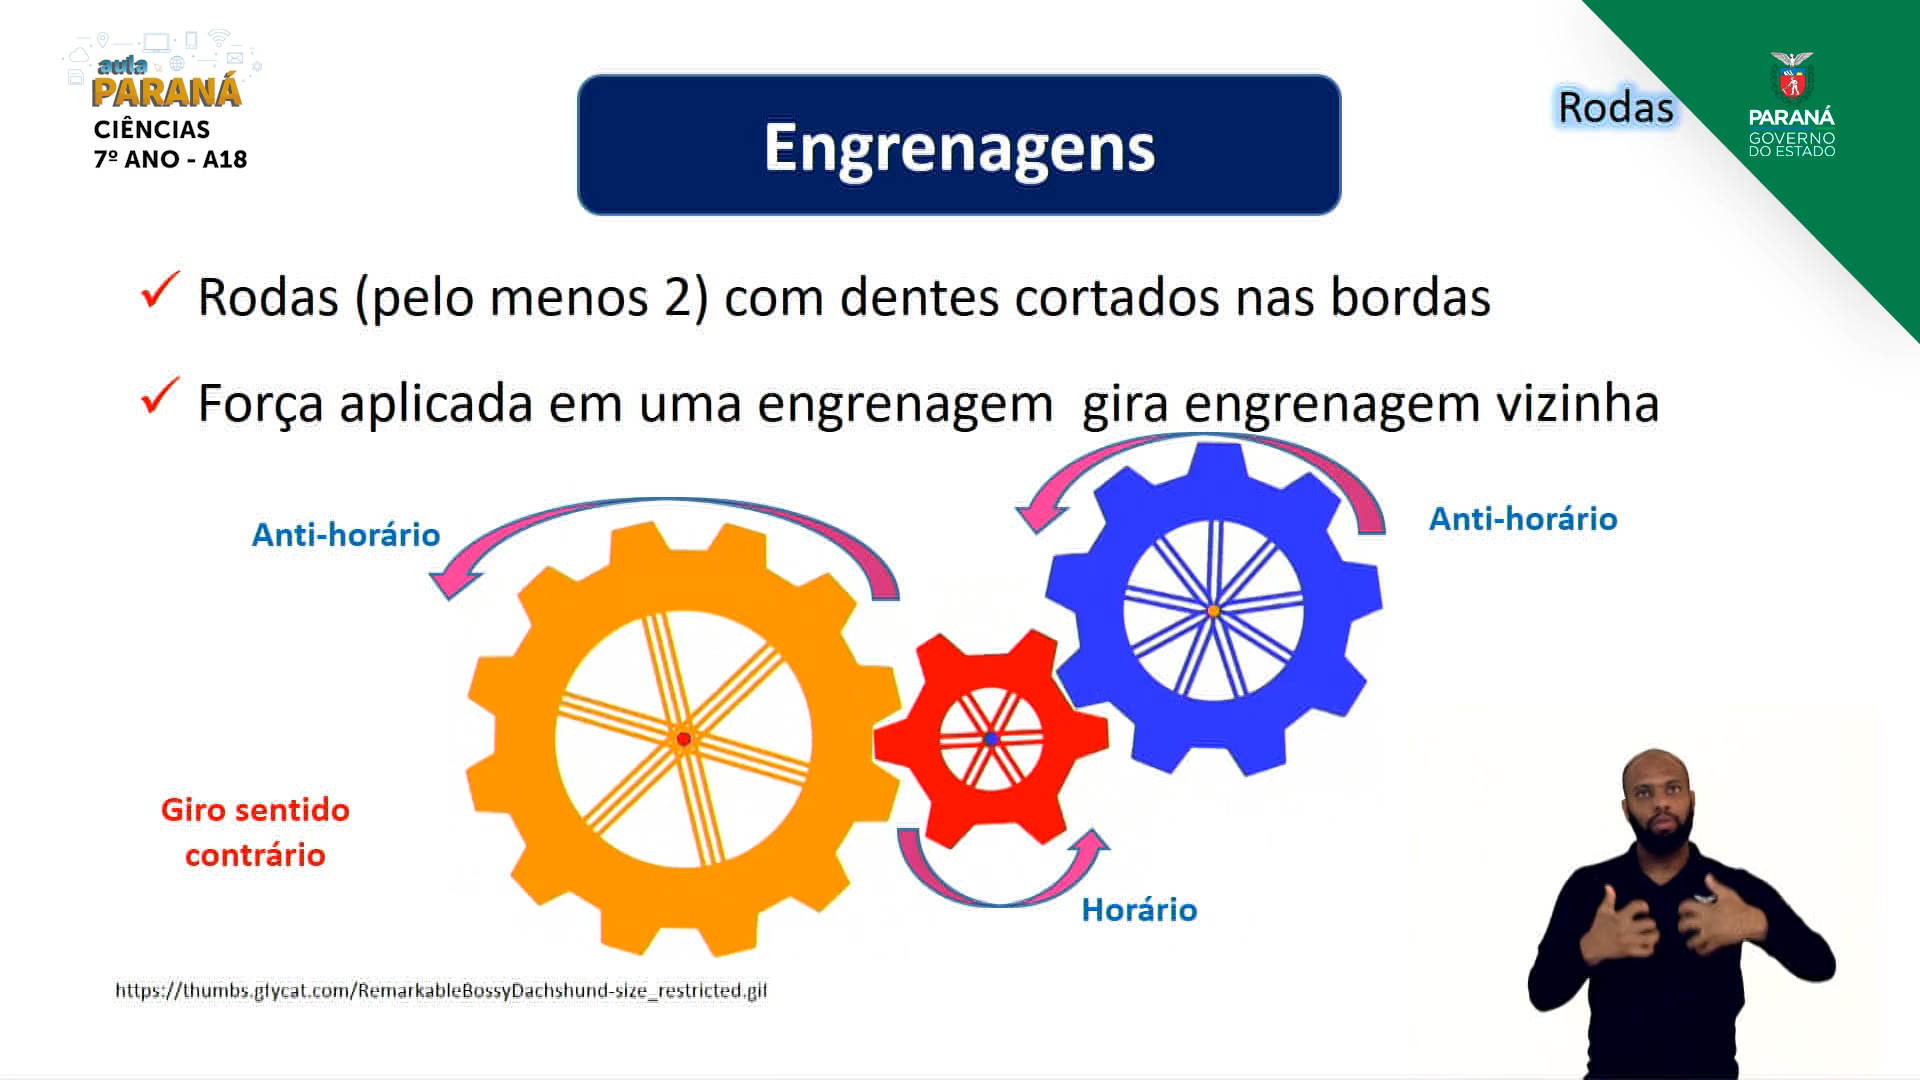 aula
PARANÁ
CIÊNCIAS
7º ANO - A18
Engrenagens
Rodas
PARANÁ
GOVERNO
DO ESTADO
Rodas (pelo menos 2) com dentes cortados nas bordas
Força aplicada em uma engrenagem gira engrenagem vizinha
Anti-horário
Anti-horário
Giro sentido
contrário
Horário
https://thumbs.gfycat.com/RemarkableBossyDachshund-size_restricted.gif